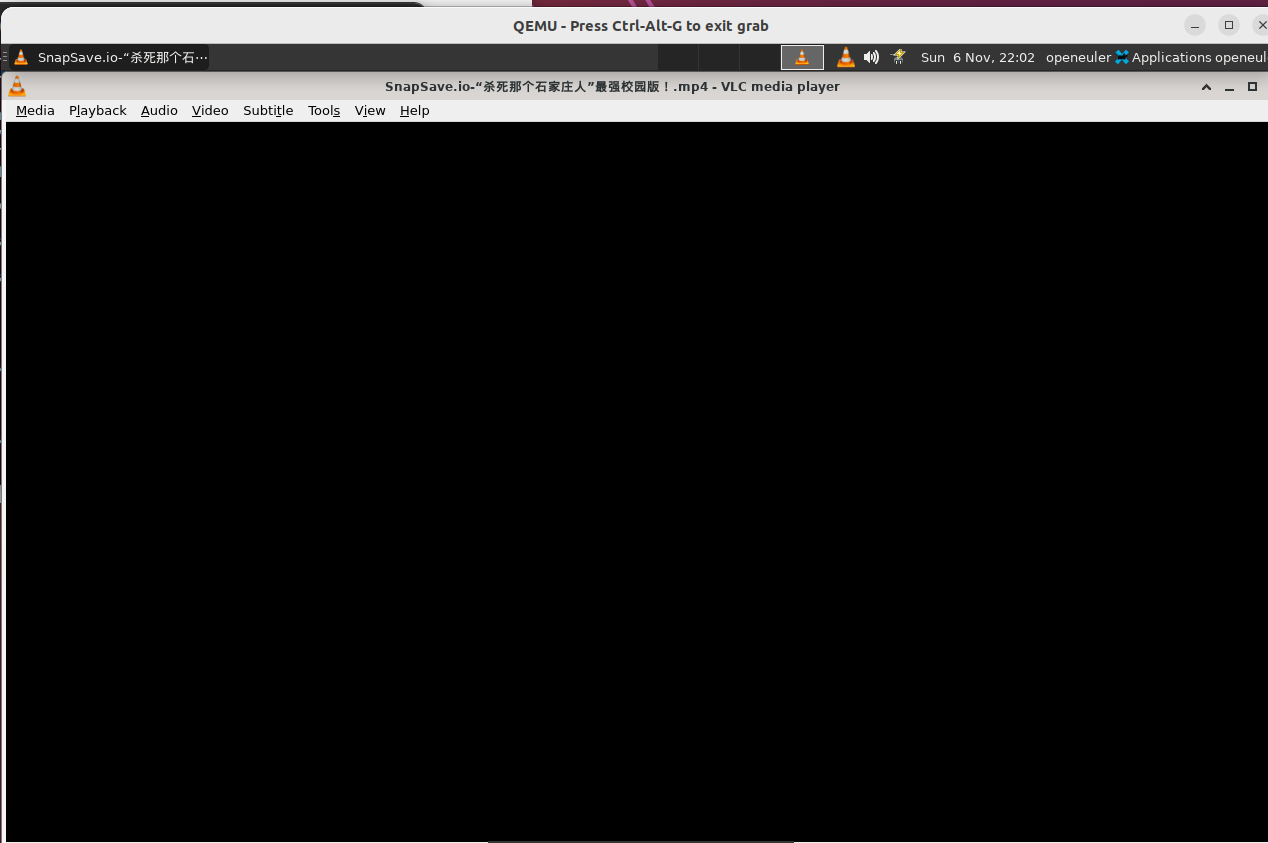 QEMU - Press Ctrl-Alt-G to exit grab
SnapSave.io-“杀死那个石⋯ Sun 6 Nov, 22:02 openeuler Applications openeul
SnapSave.io-“杀死那个石家庄人”最强校园版！.mp4 - VLC media player
Media Playback Audio Video Subtitle Tools View Help